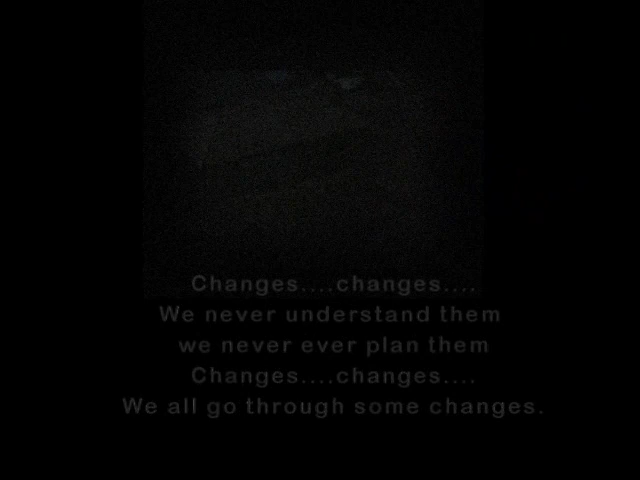 Changes....changes....
We never understand them
we never ever plan them
Changes....changes....
We all go through some changes.